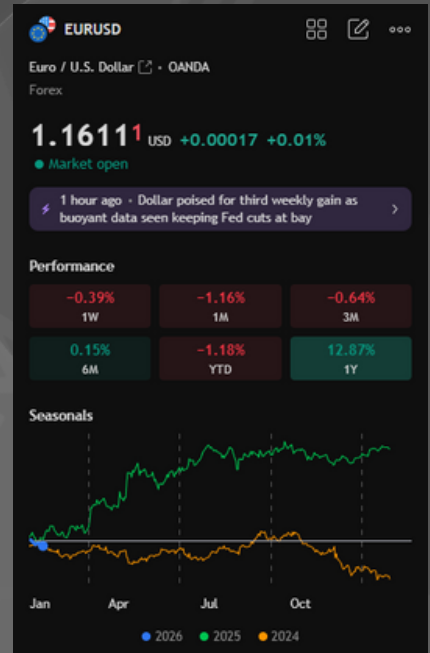 EURUSD
Euro / U.S. Dollar • OANDA
Forex
1.16111 USD +0.00017 +0.01%
Market open
1 hour ago • Dollar poised for third weekly gain as
buoyant data seen keeping Fed cuts at bay
Performance
−0.39% −1.16% −0.64%
1W 1M 3M
0.15% −1.18% 12.87%
6M YTD 1Y
Seasonals
Jan Apr Jul Oct
2026 2025 2024